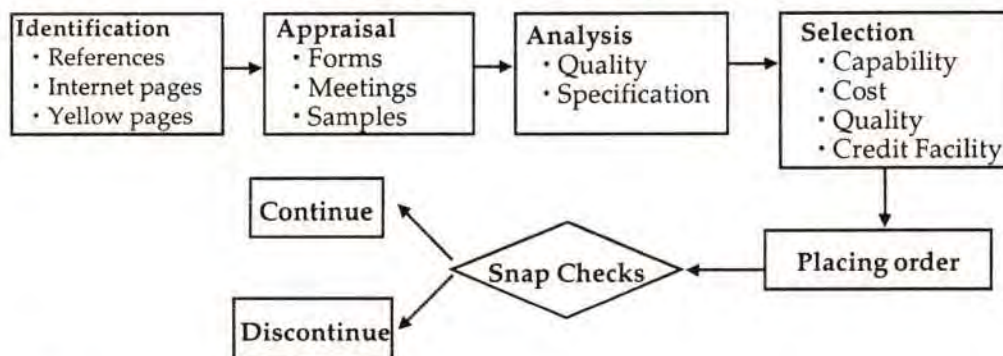 Identification
· References
· Internet pages
· Yellow pages
Appraisal
· Forms
· Meetings
· Samples
Analysis
· Quality
· Specification
Selection
· Capability
· Cost
· Quality
· Credit Facility
Placing order
Snap Checks
Continue
Discontinue